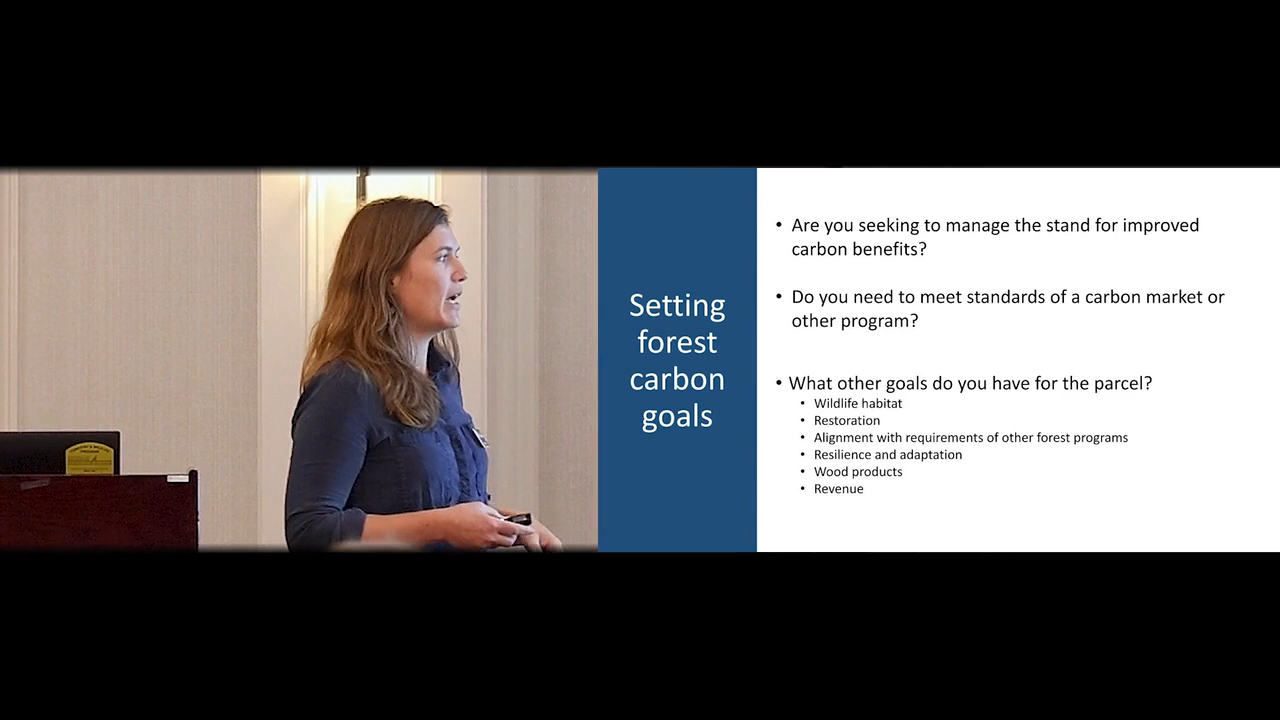 Setting
forest
carbon
goals
• Are you seeking to manage the stand for improved
carbon benefits?
• Do you need to meet standards of a carbon market or
other program?
• What other goals do you have for the parcel?
• Wildlife habitat
• Restoration
• Alignment with requirements of other forest programs
• Resilience and adaptation
• Wood products
• Revenue